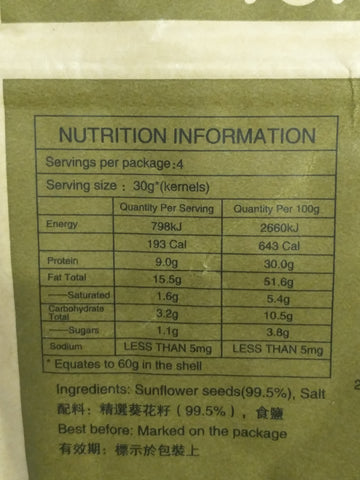 NUTRITION INFORMATION
Servings per package:4
Serving size : 30g*(kernels)
Quantity Per Serving Quantity Per 100g
Energy 798kJ 2660kJ
193 Cal 643 Cal
Protein 9.0g 30.0g
Fat Total 15.5g 51.6g
——Saturated 1.6g 5.4g
Carbohydrate
Total 3.2g 10.5g
——Sugars 1.1g 3.8g
Sodium LESS THAN 5mg LESS THAN 5mg
* Equates to 60g in the shell
Ingredients: Sunflower seeds(99.5%), Salt
配料: 精選葵花籽（99.5%）, 食鹽
Best before: Marked on the package
有效期: 標示於包裝上